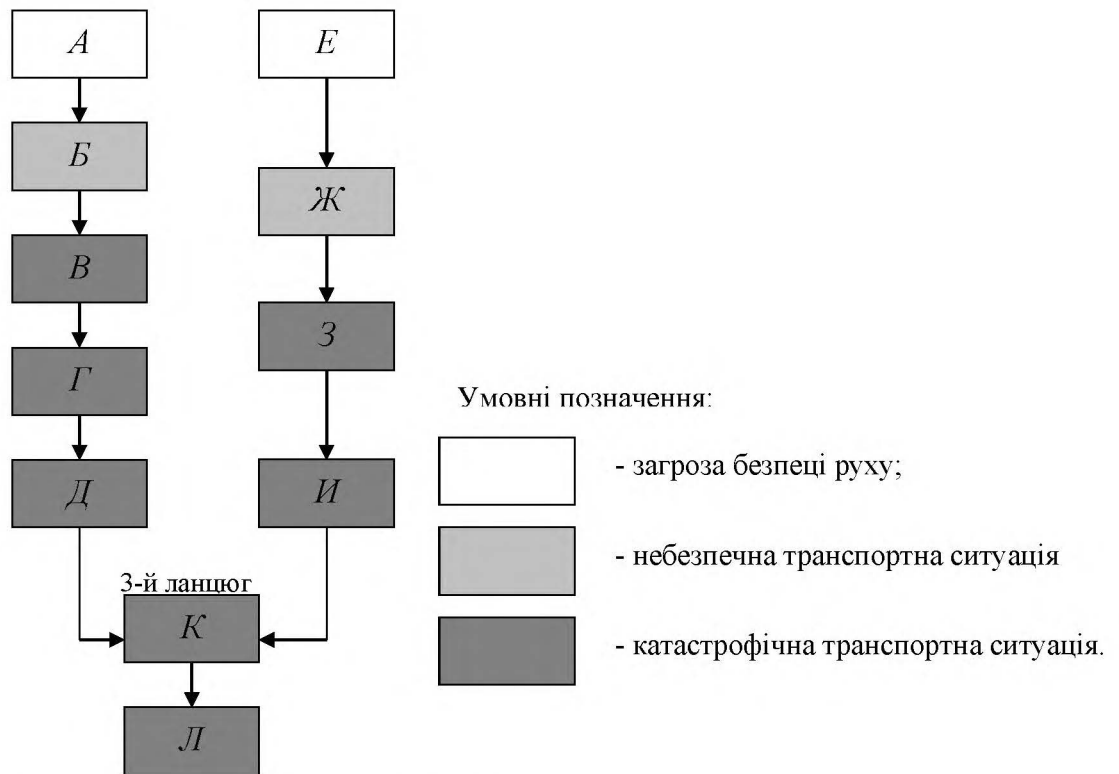 А
Е
Б
Ж
В
З
Г
Умовні позначення:
Д
И
- загроза безпеці руху;
- небезпечна транспортна ситуація
3-й ланцюг
К
- катастрофічна транспортна ситуація.
Л